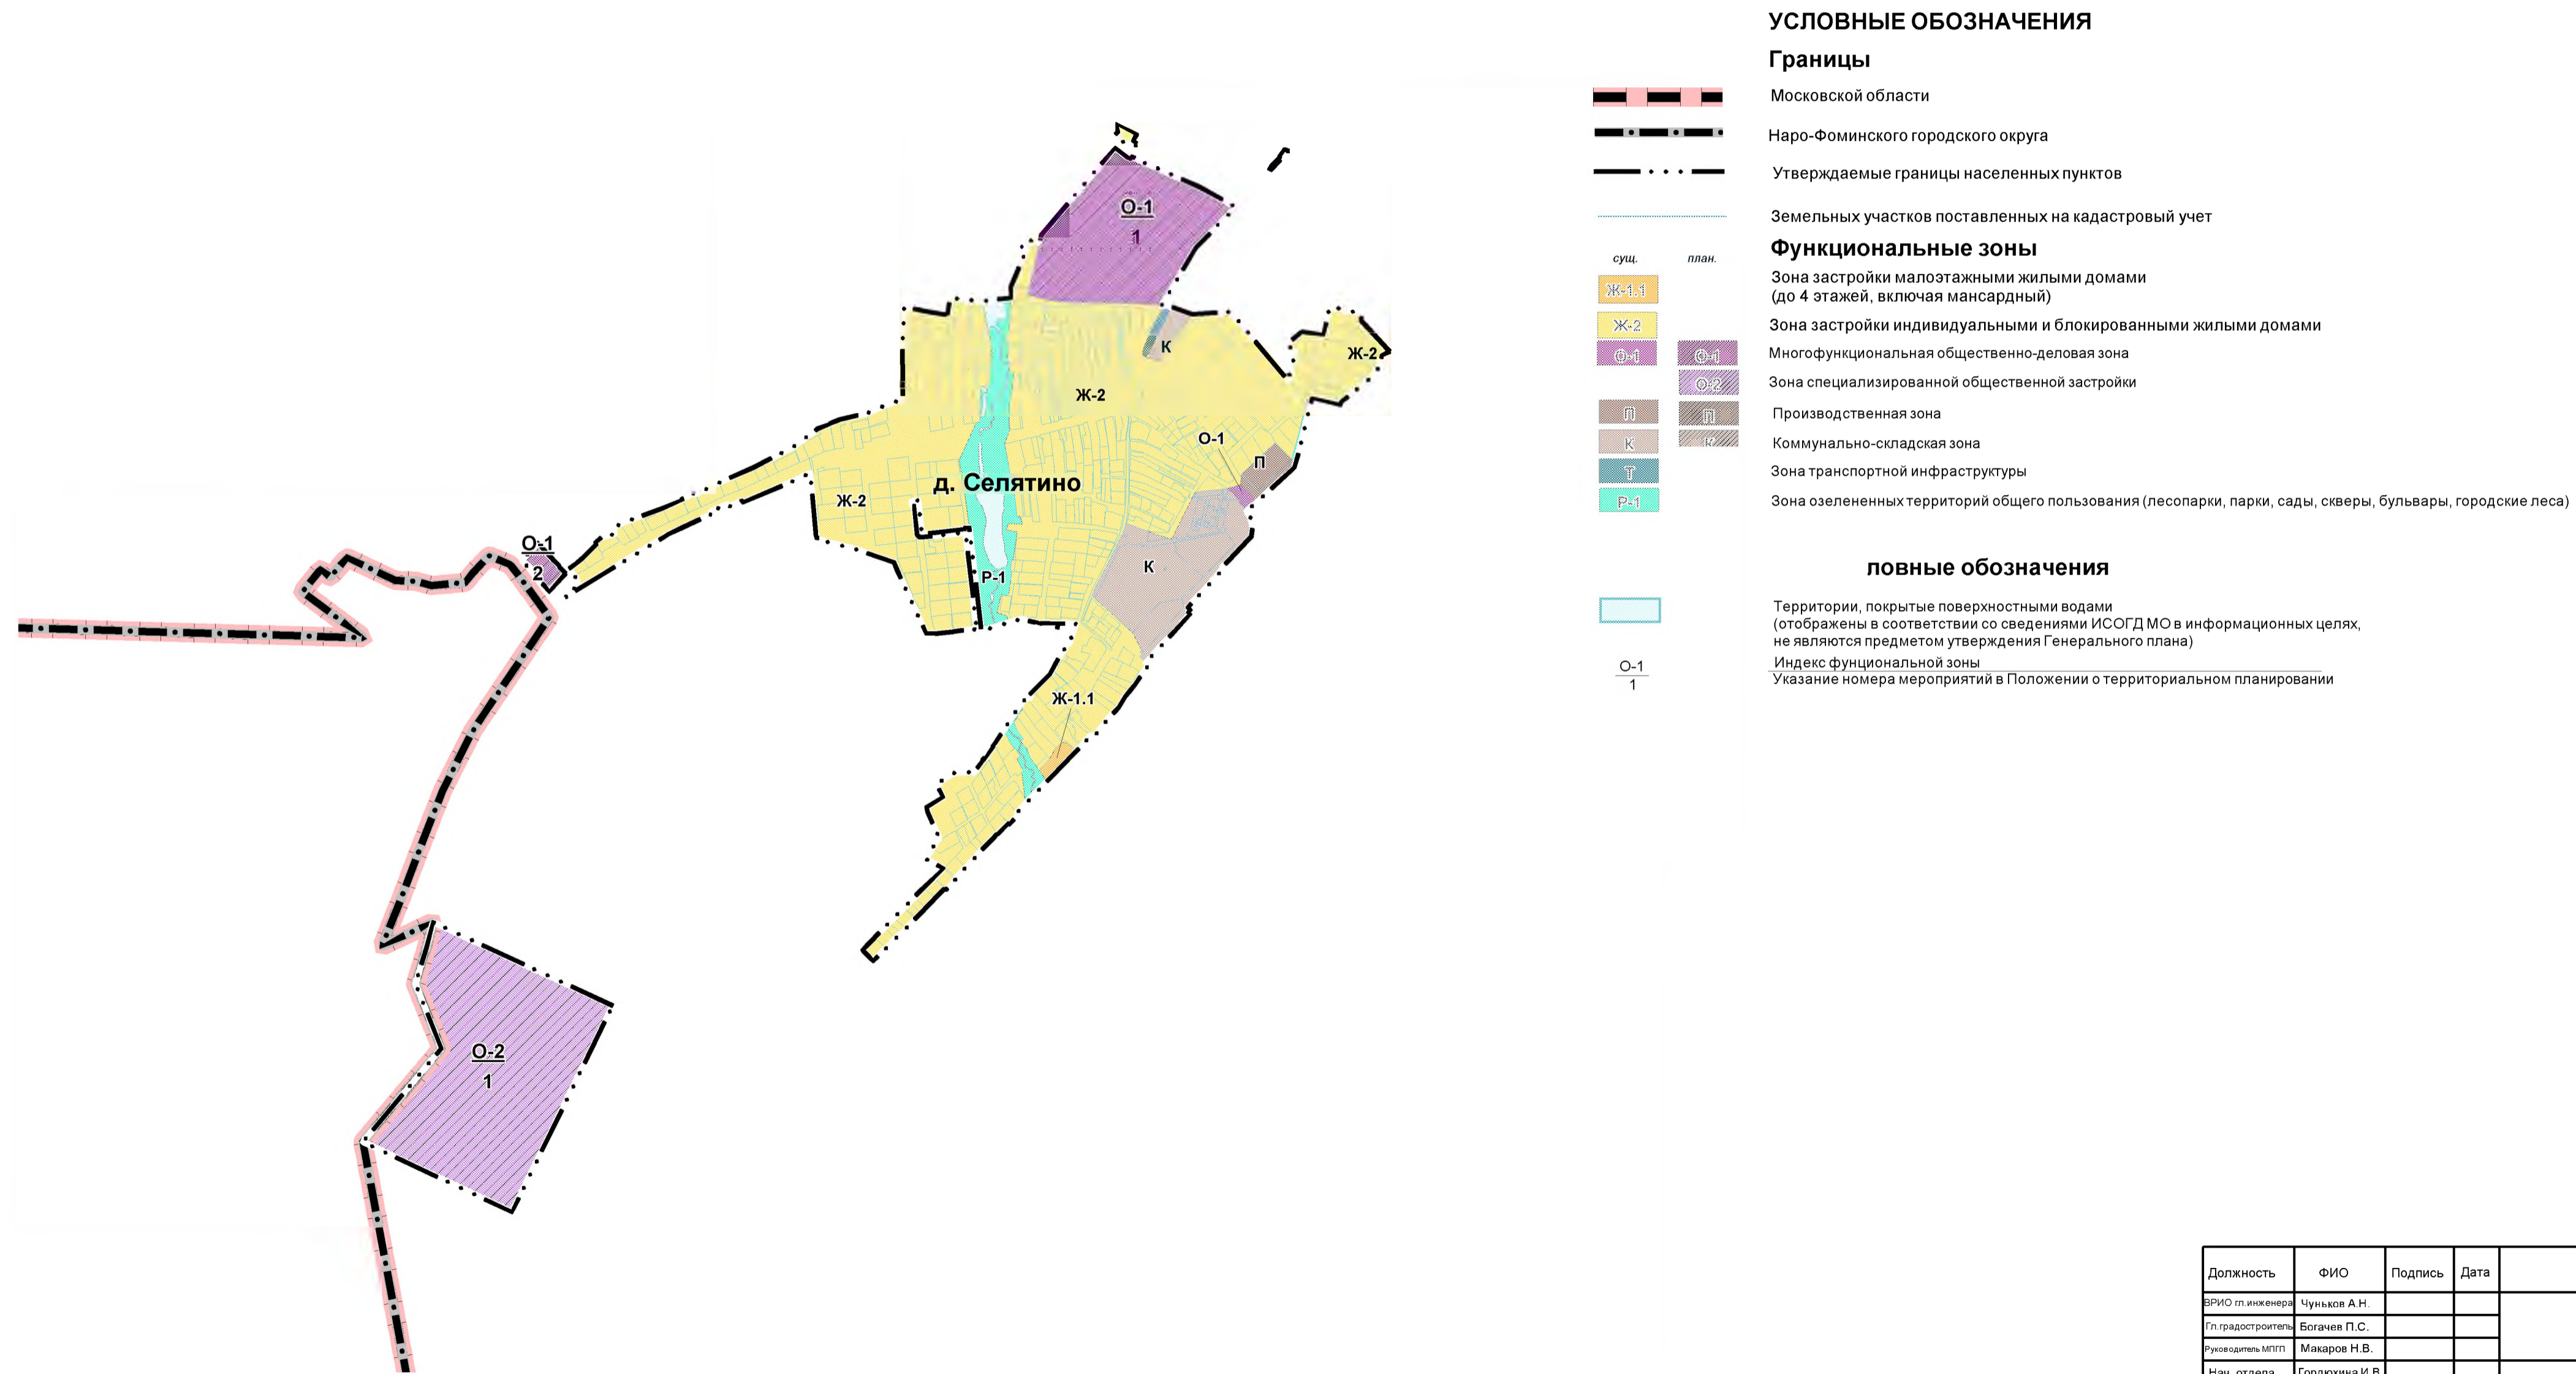 УСЛОВНЫЕ ОБОЗНАЧЕНИЯ
Границы
Московской области
Наро-Фоминского городского округа
Утверждаемые границы населенных пунктов
Земельных участков поставленных на кадастровый учет
Функциональные зоны
сущ. план.
Ж-1.1 Зона застройки малоэтажными жилыми домами
(до 4 этажей, включая мансардный)
Ж-2 Зона застройки индивидуальными и блокированными жилыми домами
О-1 О-1 Многофункциональная общественно-деловая зона
О-2 Зона специализированной общественной застройки
П П Производственная зона
К К Коммунально-складская зона
Т Зона транспортной инфраструктуры
Р-1 Зона озелененных территорий общего пользования (лесопарки, парки, сады, скверы, бульвары, городские леса)
ловные обозначения
Территории, покрытые поверхностными водами
(отображены в соответствии со сведениями ИСОГД МО в информационных целях,
не являются предметом утверждения Генерального плана)
О-1 Индекс фунциональной зоны
1 Указание номера мероприятий в Положении о территориальном планировании
О-1
1
К
Ж-2
Ж-2
О-1
П
д. Селятино
Ж-2
О-1
2
К
Р-1
Ж-1.1
О-2
1
Должность ФИО Подпись Дата
ВРИО гл.инженера Чуньков А.Н.
Гл.градостроитель Богачев П.С.
Руководитель МПГП Макаров Н.В.
Нач. отдела Гордюхина И.В